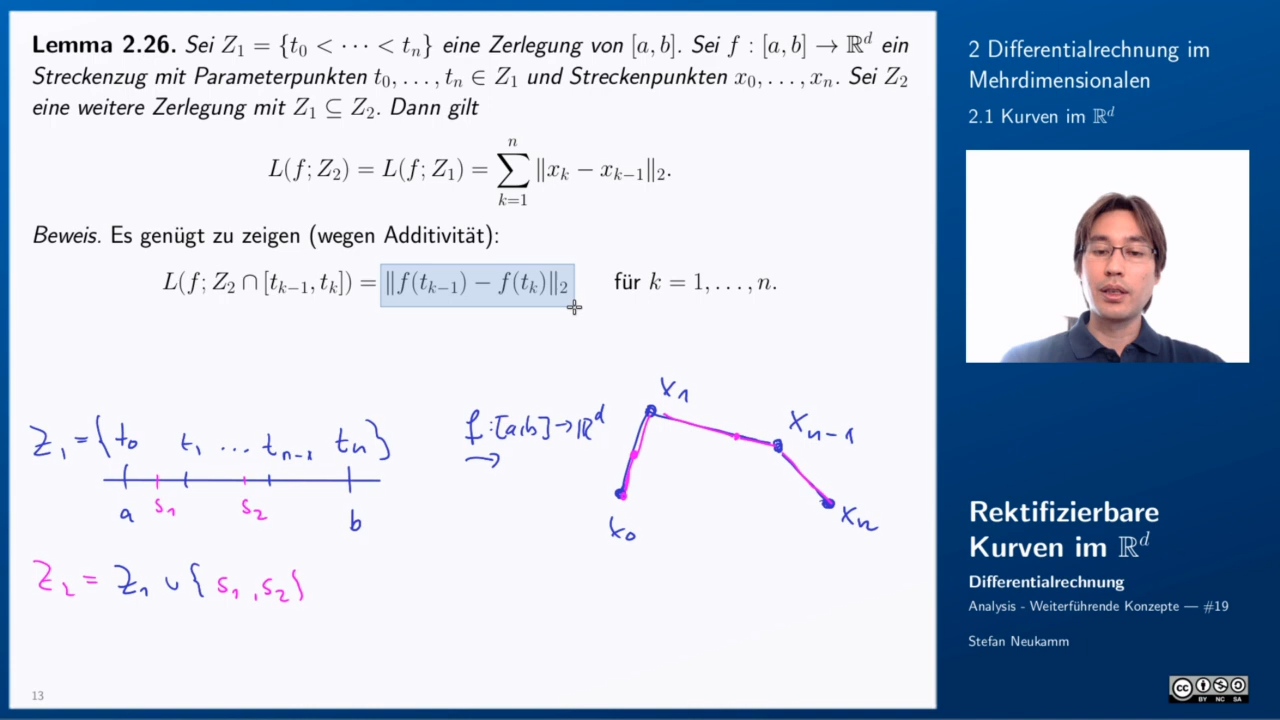 Lemma 2.26. Sei Z₁ = {t₀ < ⋯ < tₙ} eine Zerlegung von [a, b]. Sei f : [a, b] → ℝᵈ ein
Streckenzug mit Parameterpunkten t₀, . . . , tₙ ∈ Z₁ und Streckenpunkten x₀, . . . , xₙ. Sei Z₂
eine weitere Zerlegung mit Z₁ ⊆ Z₂. Dann gilt
L(f; Z₂) = L(f; Z₁) = ∑_{k=1}^{n} ‖xₖ − xₖ₋₁‖₂.
Beweis. Es genügt zu zeigen (wegen Additivität):
L(f; Z₂ ∩ [tₖ₋₁, tₖ]) = ‖f(tₖ₋₁) − f(tₖ)‖₂ für k = 1, . . . , n.
Z₁ = {t₀ t₁ ... tₙ₋₁ tₙ}
a s₁ s₂ b
Z₂ = Z₁ ∪ { s₁ , s₂ }
f : [a,b] → ℝᵈ
x₁
xₙ₋₁
x₀
xₙ
13
2 Differentialrechnung im
Mehrdimensionalen
2.1 Kurven im ℝᵈ
Rektifizierbare
Kurven im ℝᵈ
Differentialrechnung
Analysis - Weiterführende Konzepte — #19
Stefan Neukamm
cc
BY NC SA